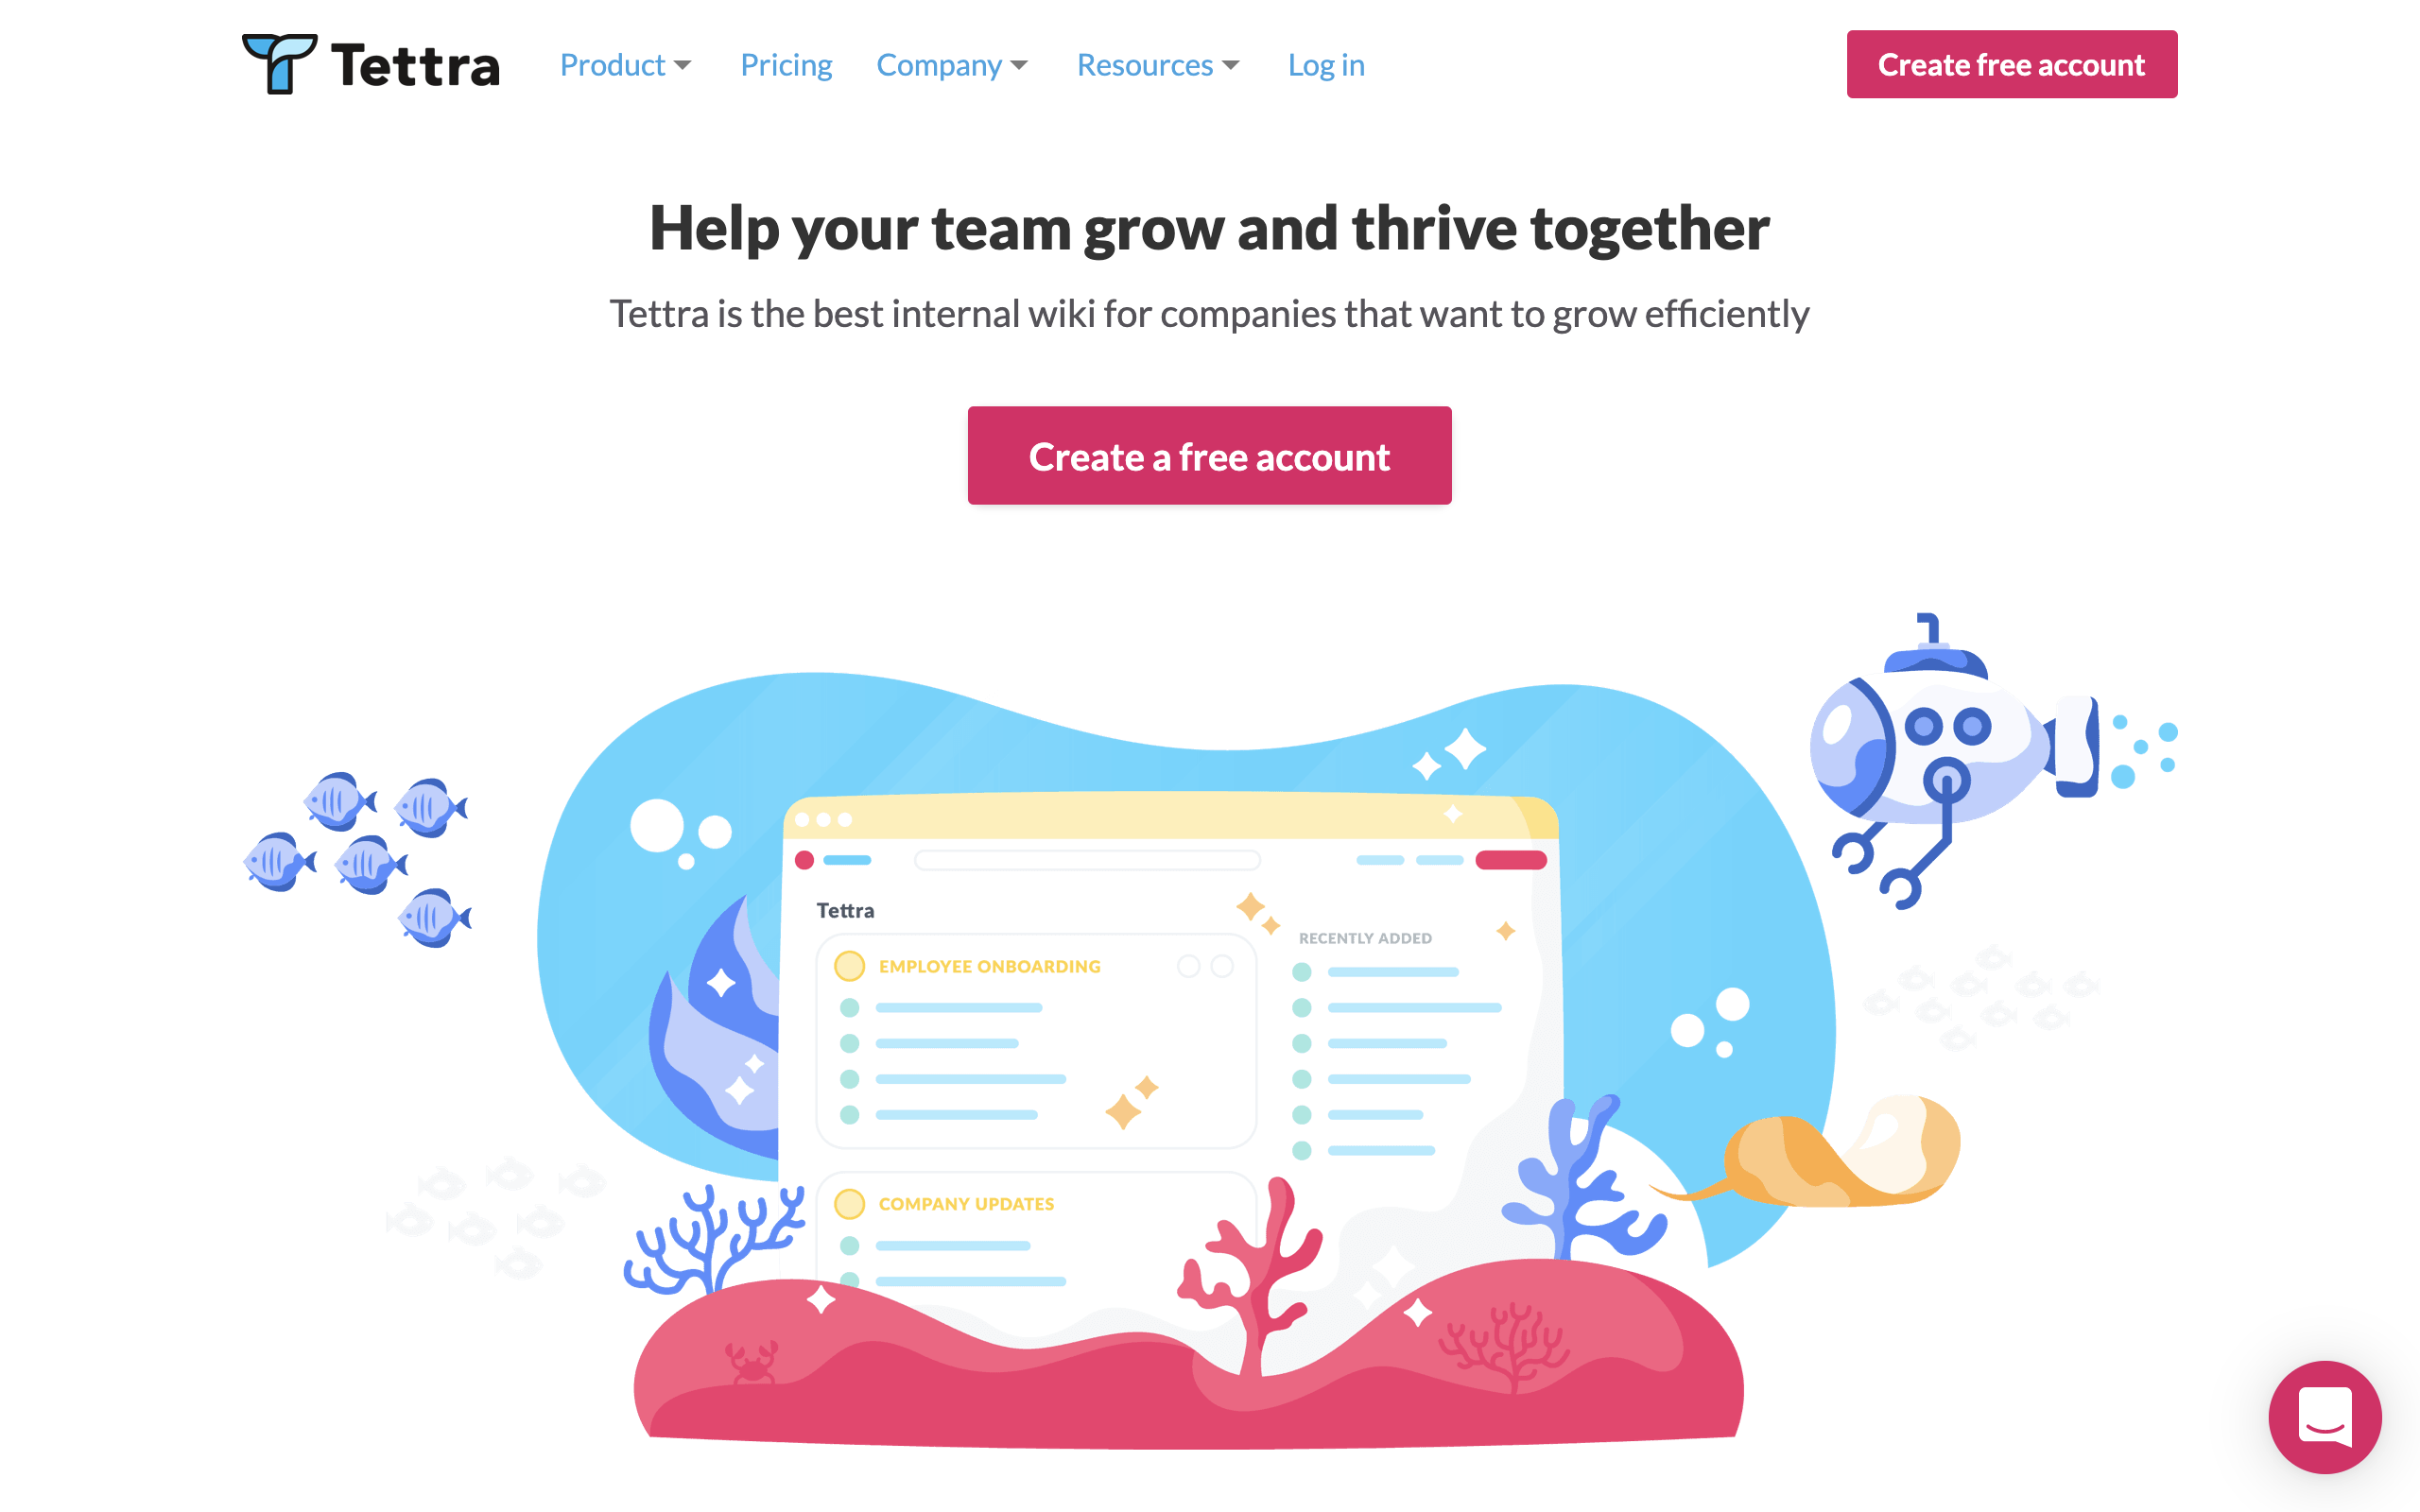 Tettra
Product
Pricing
Company
Resources
Log in
Create free account
Help your team grow and thrive together
Tettra is the best internal wiki for companies that want to grow efficiently
Create a free account
Tettra
EMPLOYEE ONBOARDING
RECENTLY ADDED
COMPANY UPDATES